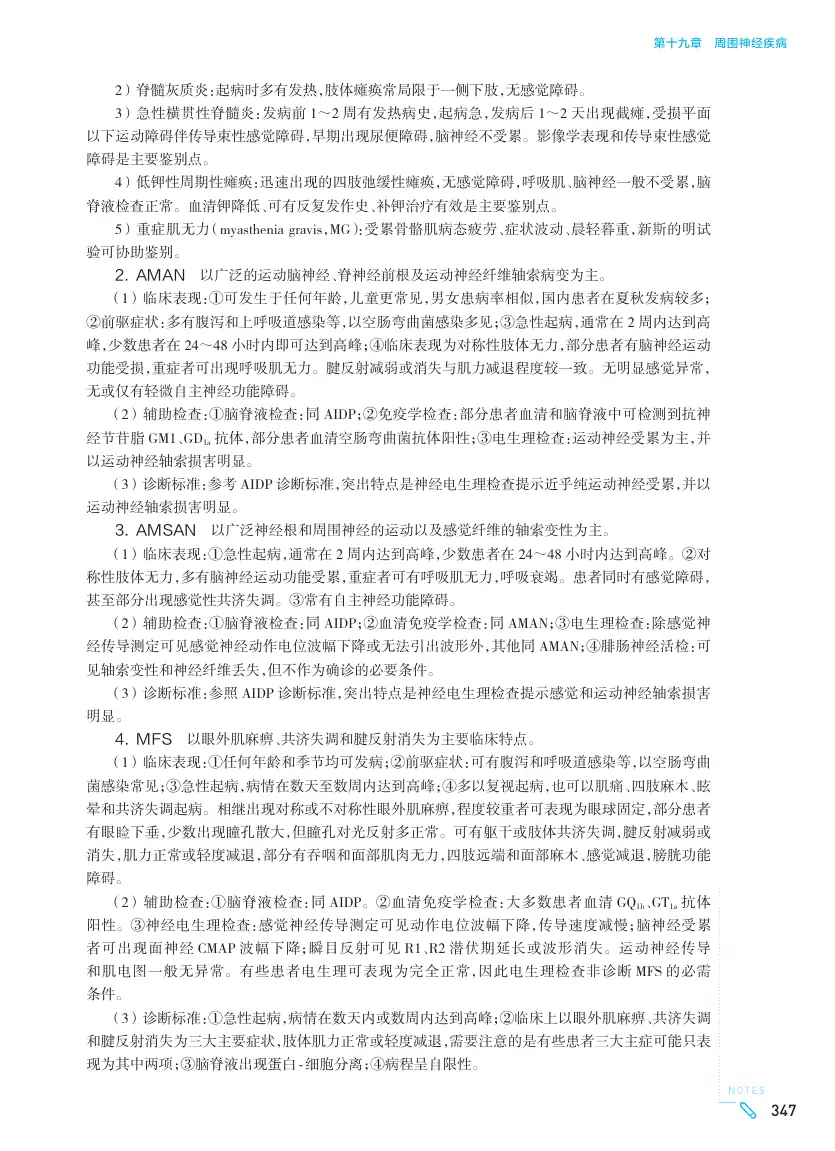 第十九章 周围神经疾病
2）脊髓灰质炎：起病时多有发热，肢体瘫痪常局限于一侧下肢，无感觉障碍。
3）急性横贯性脊髓炎：发病前 1～2 周有发热病史，起病急，发病后 1～2 天出现截瘫，受损平面
以下运动障碍伴传导束性感觉障碍，早期出现尿便障碍，脑神经不受累。影像学表现和传导束性感觉
障碍是主要鉴别点。
4）低钾性周期性瘫痪：迅速出现的四肢弛缓性瘫痪，无感觉障碍，呼吸肌、脑神经一般不受累，脑
脊液检查正常。血清钾降低、可有反复发作史、补钾治疗有效是主要鉴别点。
5）重症肌无力（myasthenia gravis，MG）：受累骨骼肌病态疲劳、症状波动、晨轻暮重，新斯的明试
验可协助鉴别。
2. AMAN 以广泛的运动脑神经、脊神经前根及运动神经纤维轴索病变为主。
（1）临床表现：①可发生于任何年龄，儿童更常见，男女患病率相似，国内患者在夏秋发病较多；
②前驱症状：多有腹泻和上呼吸道感染等，以空肠弯曲菌感染多见；③急性起病，通常在 2 周内达到高
峰，少数患者在 24～48 小时内即可达到高峰；④临床表现为对称性肢体无力，部分患者有脑神经运动
功能受损，重症者可出现呼吸肌无力。腱反射减弱或消失与肌力减退程度较一致。无明显感觉异常，
无或仅有轻微自主神经功能障碍。
（2）辅助检查：①脑脊液检查：同 AIDP；②免疫学检查：部分患者血清和脑脊液中可检测到抗神
经节苷脂 GM1、GD1a 抗体，部分患者血清空肠弯曲菌抗体阳性；③电生理检查：运动神经受累为主，并
以运动神经轴索损害明显。
（3）诊断标准：参考 AIDP 诊断标准，突出特点是神经电生理检查提示近乎纯运动神经受累，并以
运动神经轴索损害明显。
3. AMSAN 以广泛神经根和周围神经的运动以及感觉纤维的轴索变性为主。
（1）临床表现：①急性起病，通常在 2 周内达到高峰，少数患者在 24～48 小时内达到高峰。②对
称性肢体无力，多有脑神经运动功能受累，重症者可有呼吸肌无力，呼吸衰竭。患者同时有感觉障碍，
甚至部分出现感觉性共济失调。③常有自主神经功能障碍。
（2）辅助检查：①脑脊液检查：同 AIDP；②血清免疫学检查：同 AMAN；③电生理检查：除感觉神
经传导测定可见感觉神经动作电位波幅下降或无法引出波形外，其他同 AMAN；④腓肠神经活检：可
见轴索变性和神经纤维丢失，但不作为确诊的必要条件。
（3）诊断标准：参照 AIDP 诊断标准，突出特点是神经电生理检查提示感觉和运动神经轴索损害
明显。
4. MFS 以眼外肌麻痹、共济失调和腱反射消失为主要临床特点。
（1）临床表现：①任何年龄和季节均可发病；②前驱症状：可有腹泻和呼吸道感染等，以空肠弯曲
菌感染常见；③急性起病，病情在数天至数周内达到高峰；④多以复视起病，也可以肌痛、四肢麻木、眩
晕和共济失调起病。相继出现对称或不对称性眼外肌麻痹，程度较重者可表现为眼球固定，部分患者
有眼睑下垂，少数出现瞳孔散大，但瞳孔对光反射多正常。可有躯干或肢体共济失调，腱反射减弱或
消失，肌力正常或轻度减退，部分有吞咽和面部肌肉无力，四肢远端和面部麻木、感觉减退，膀胱功能
障碍。
（2）辅助检查：①脑脊液检查：同 AIDP。②血清免疫学检查：大多数患者血清 GQ1b、GT1a 抗体
阳性。③神经电生理检查：感觉神经传导测定可见动作电位波幅下降，传导速度减慢；脑神经受累
者可出现面神经 CMAP 波幅下降；瞬目反射可见 R1、R2 潜伏期延长或波形消失。运动神经传导
和肌电图一般无异常。有些患者电生理可表现为完全正常，因此电生理检查非诊断 MFS 的必需
条件。
（3）诊断标准：①急性起病，病情在数天内或数周内达到高峰；②临床上以眼外肌麻痹、共济失调
和腱反射消失为三大主要症状，肢体肌力正常或轻度减退，需要注意的是有些患者三大主症可能只表
现为其中两项；③脑脊液出现蛋白-细胞分离；④病程呈自限性。
NOTES
347